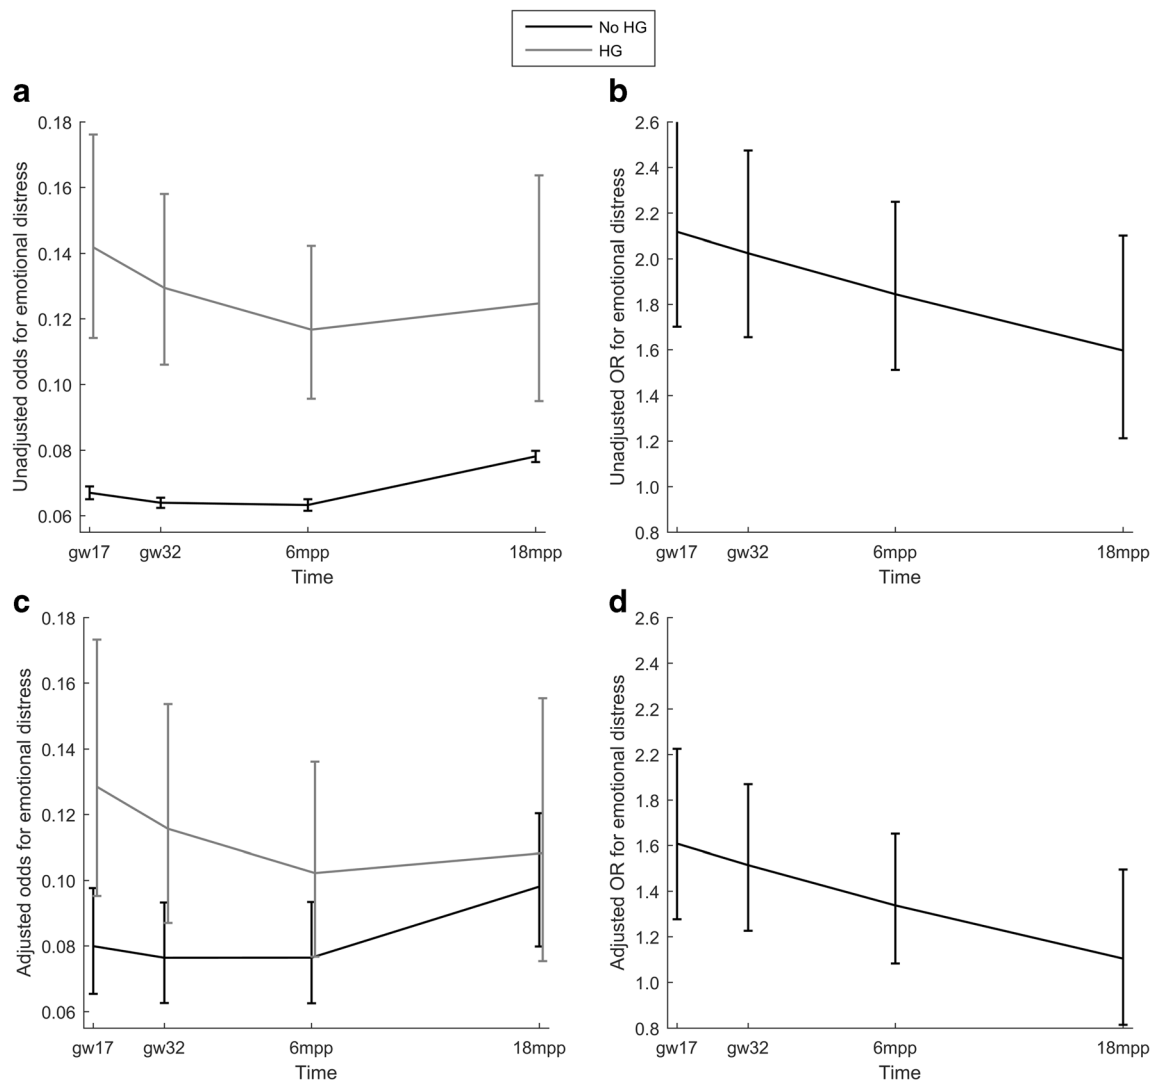 No HG
HG
a
Unadjusted odds for emotional distress
0.18
0.16
0.14
0.12
0.10
0.08
0.06
gw17
gw32
6mpp
18mpp
Time
b
Unadjusted OR for emotional distress
2.6
2.4
2.2
2.0
1.8
1.6
1.4
1.2
1.0
0.8
gw17
gw32
6mpp
18mpp
Time
c
Adjusted odds for emotional distress
0.18
0.16
0.14
0.12
0.10
0.08
0.06
gw17
gw32
6mpp
18mpp
Time
d
Adjusted OR for emotional distress
2.6
2.4
2.2
2.2
1.8
1.6
1.4
1.2
1.0
0.8
gw17
gw32
6mpp
18mpp
Time